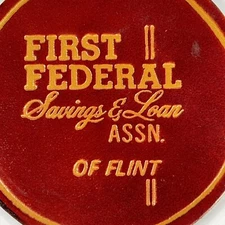 FIRST
FEDERAL
Savings & Loan
ASSN.
OF FLINT